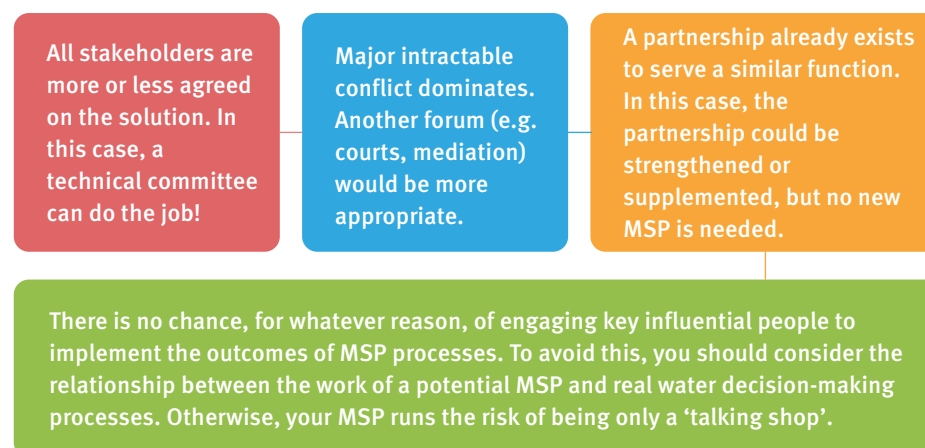 All stakeholders are
more or less agreed
on the solution. In
this case, a
technical committee
can do the job!
Major intractable
conflict dominates.
Another forum (e.g.
courts, mediation)
would be more
appropriate.
A partnership already exists
to serve a similar function.
In this case, the
partnership could be
strengthened or
supplemented, but no new
MSP is needed.
There is no chance, for whatever reason, of engaging key influential people to
implement the outcomes of MSP processes. To avoid this, you should consider the
relationship between the work of a potential MSP and real water decision-making
processes. Otherwise, your MSP runs the risk of being only a ‘talking shop’.